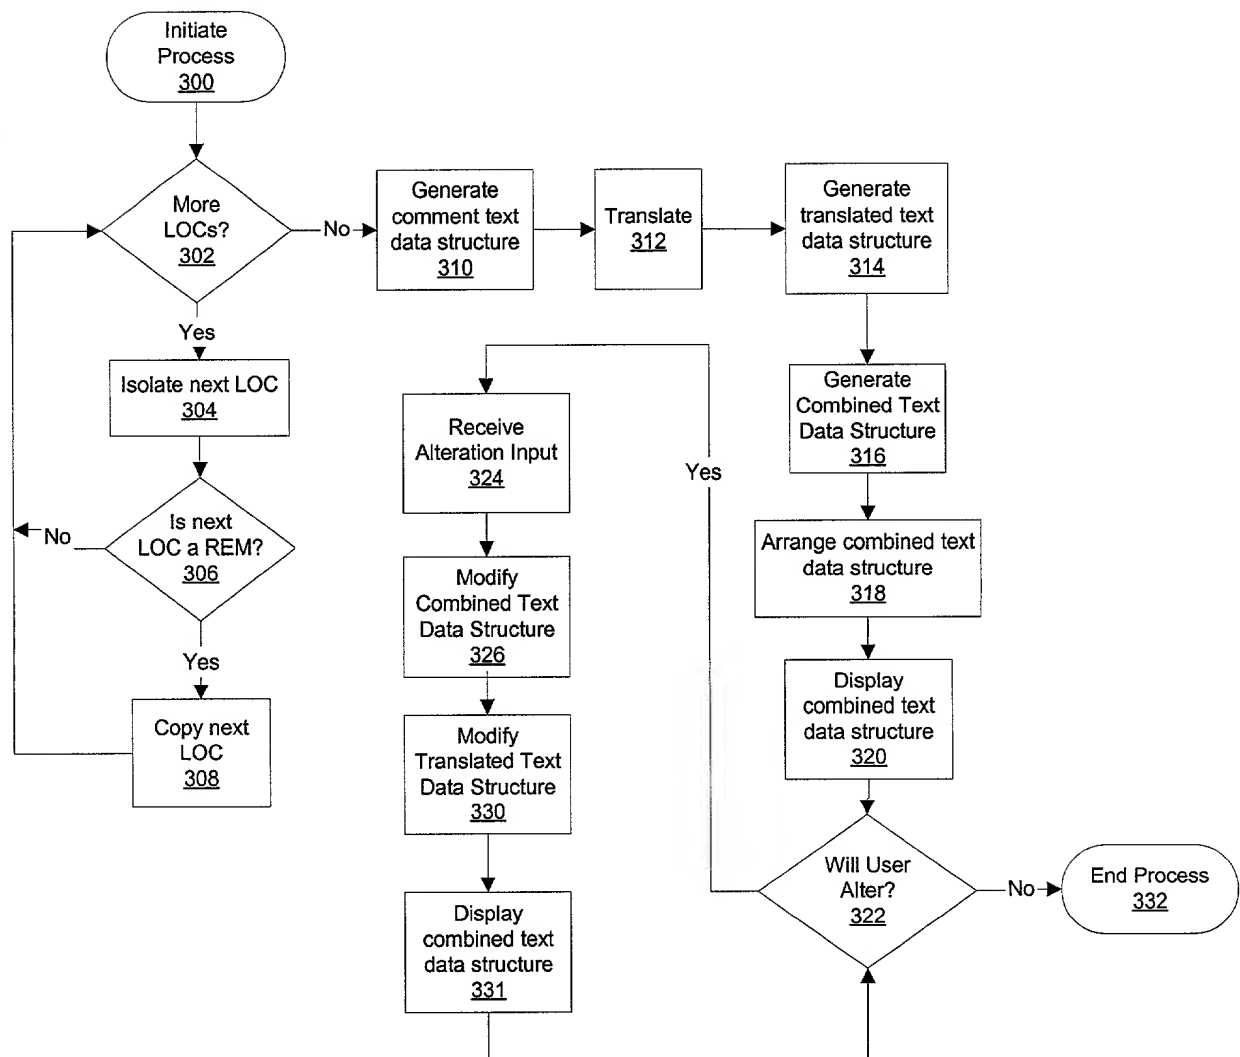 Initiate
Process
300
More
LOCs?
302
No
Generate
comment text
data structure
310
Translate
312
Generate
translated text
data structure
314
Yes
Isolate next LOC
304
Is next
LOC a REM?
306
No
Yes
Copy next
LOC
308
Generate
Combined Text
Data Structure
316
Arrange combined text
data structure
318
Display
combined text
data structure
320
Will User
Alter?
322
No
End Process
332
Yes
Receive
Alteration Input
324
Modify
Combined Text
Data Structure
326
Modify
Translated Text
Data Structure
330
Display
combined text
data structure
331